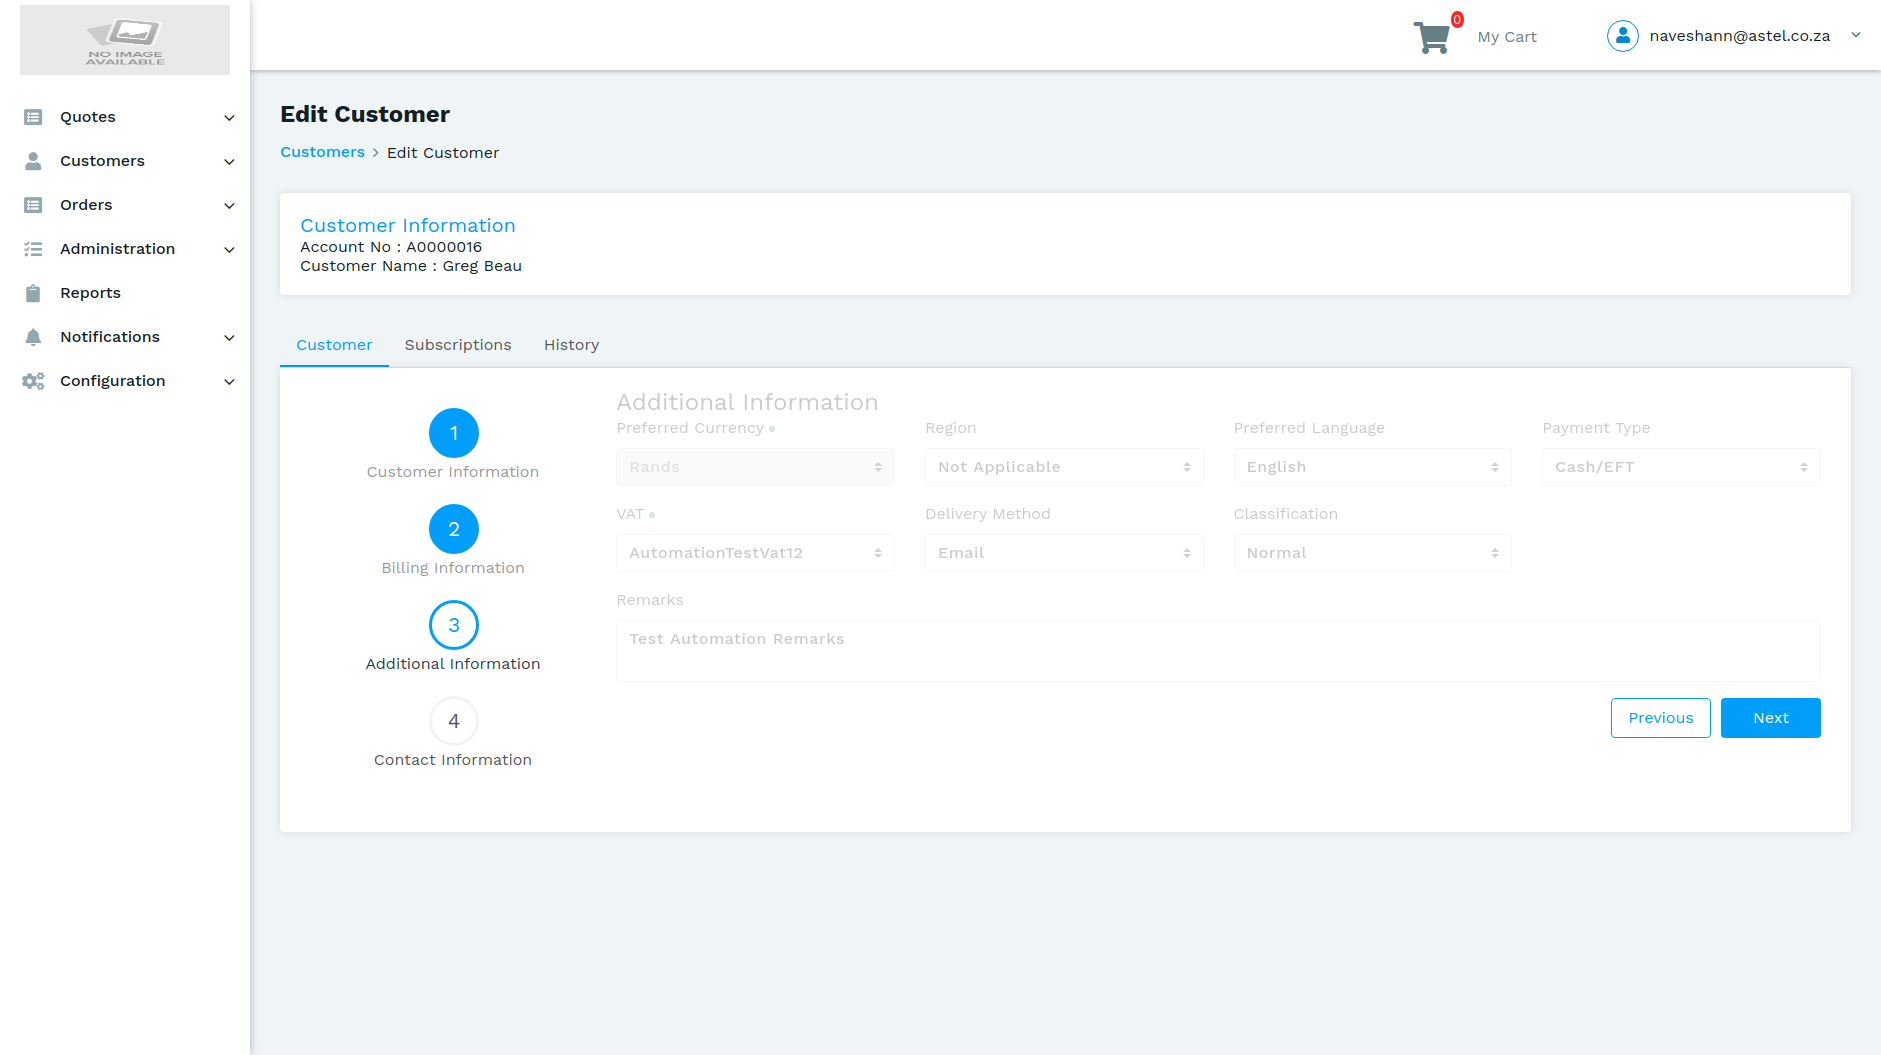 NO IMAGE
AVAILABLE
0
My Cart
naveshann@astel.co.za
Quotes
Customers
Orders
Administration
Reports
Notifications
Configuration
Edit Customer
Customers > Edit Customer
Customer Information
Account No : A0000016
Customer Name : Greg Beau
Customer Subscriptions History
1
Customer Information
2
Billing Information
3
Additional Information
4
Contact Information
Additional Information
Preferred Currency Region Preferred Language Payment Type
Rands Not Applicable English Cash/EFT
VAT Delivery Method Classification
AutomationTestVat12 Email Normal
Remarks
Test Automation Remarks
Previous Next